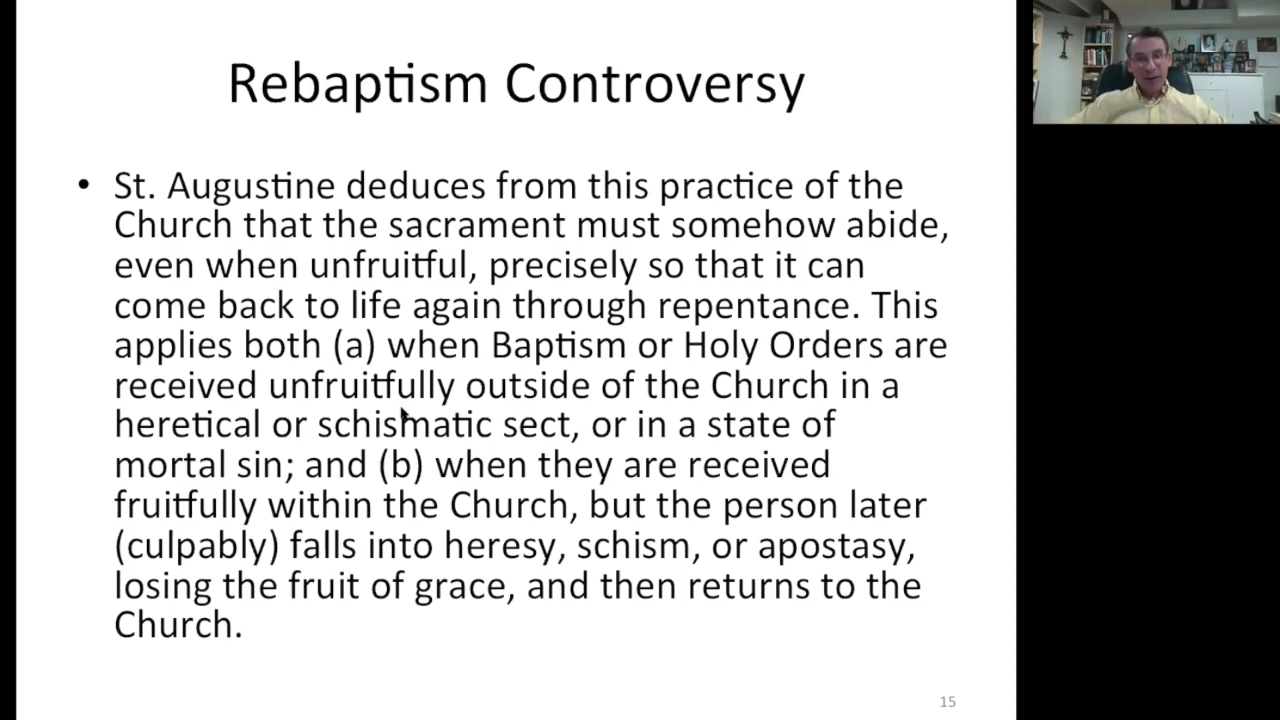 Rebaptism Controversy
• St. Augustine deduces from this practice of the
Church that the sacrament must somehow abide,
even when unfruitful, precisely so that it can
come back to life again through repentance. This
applies both (a) when Baptism or Holy Orders are
received unfruitfully outside of the Church in a
heretical or schismatic sect, or in a state of
mortal sin; and (b) when they are received
fruitfully within the Church, but the person later
(culpably) falls into heresy, schism, or apostasy,
losing the fruit of grace, and then returns to the
Church.
15